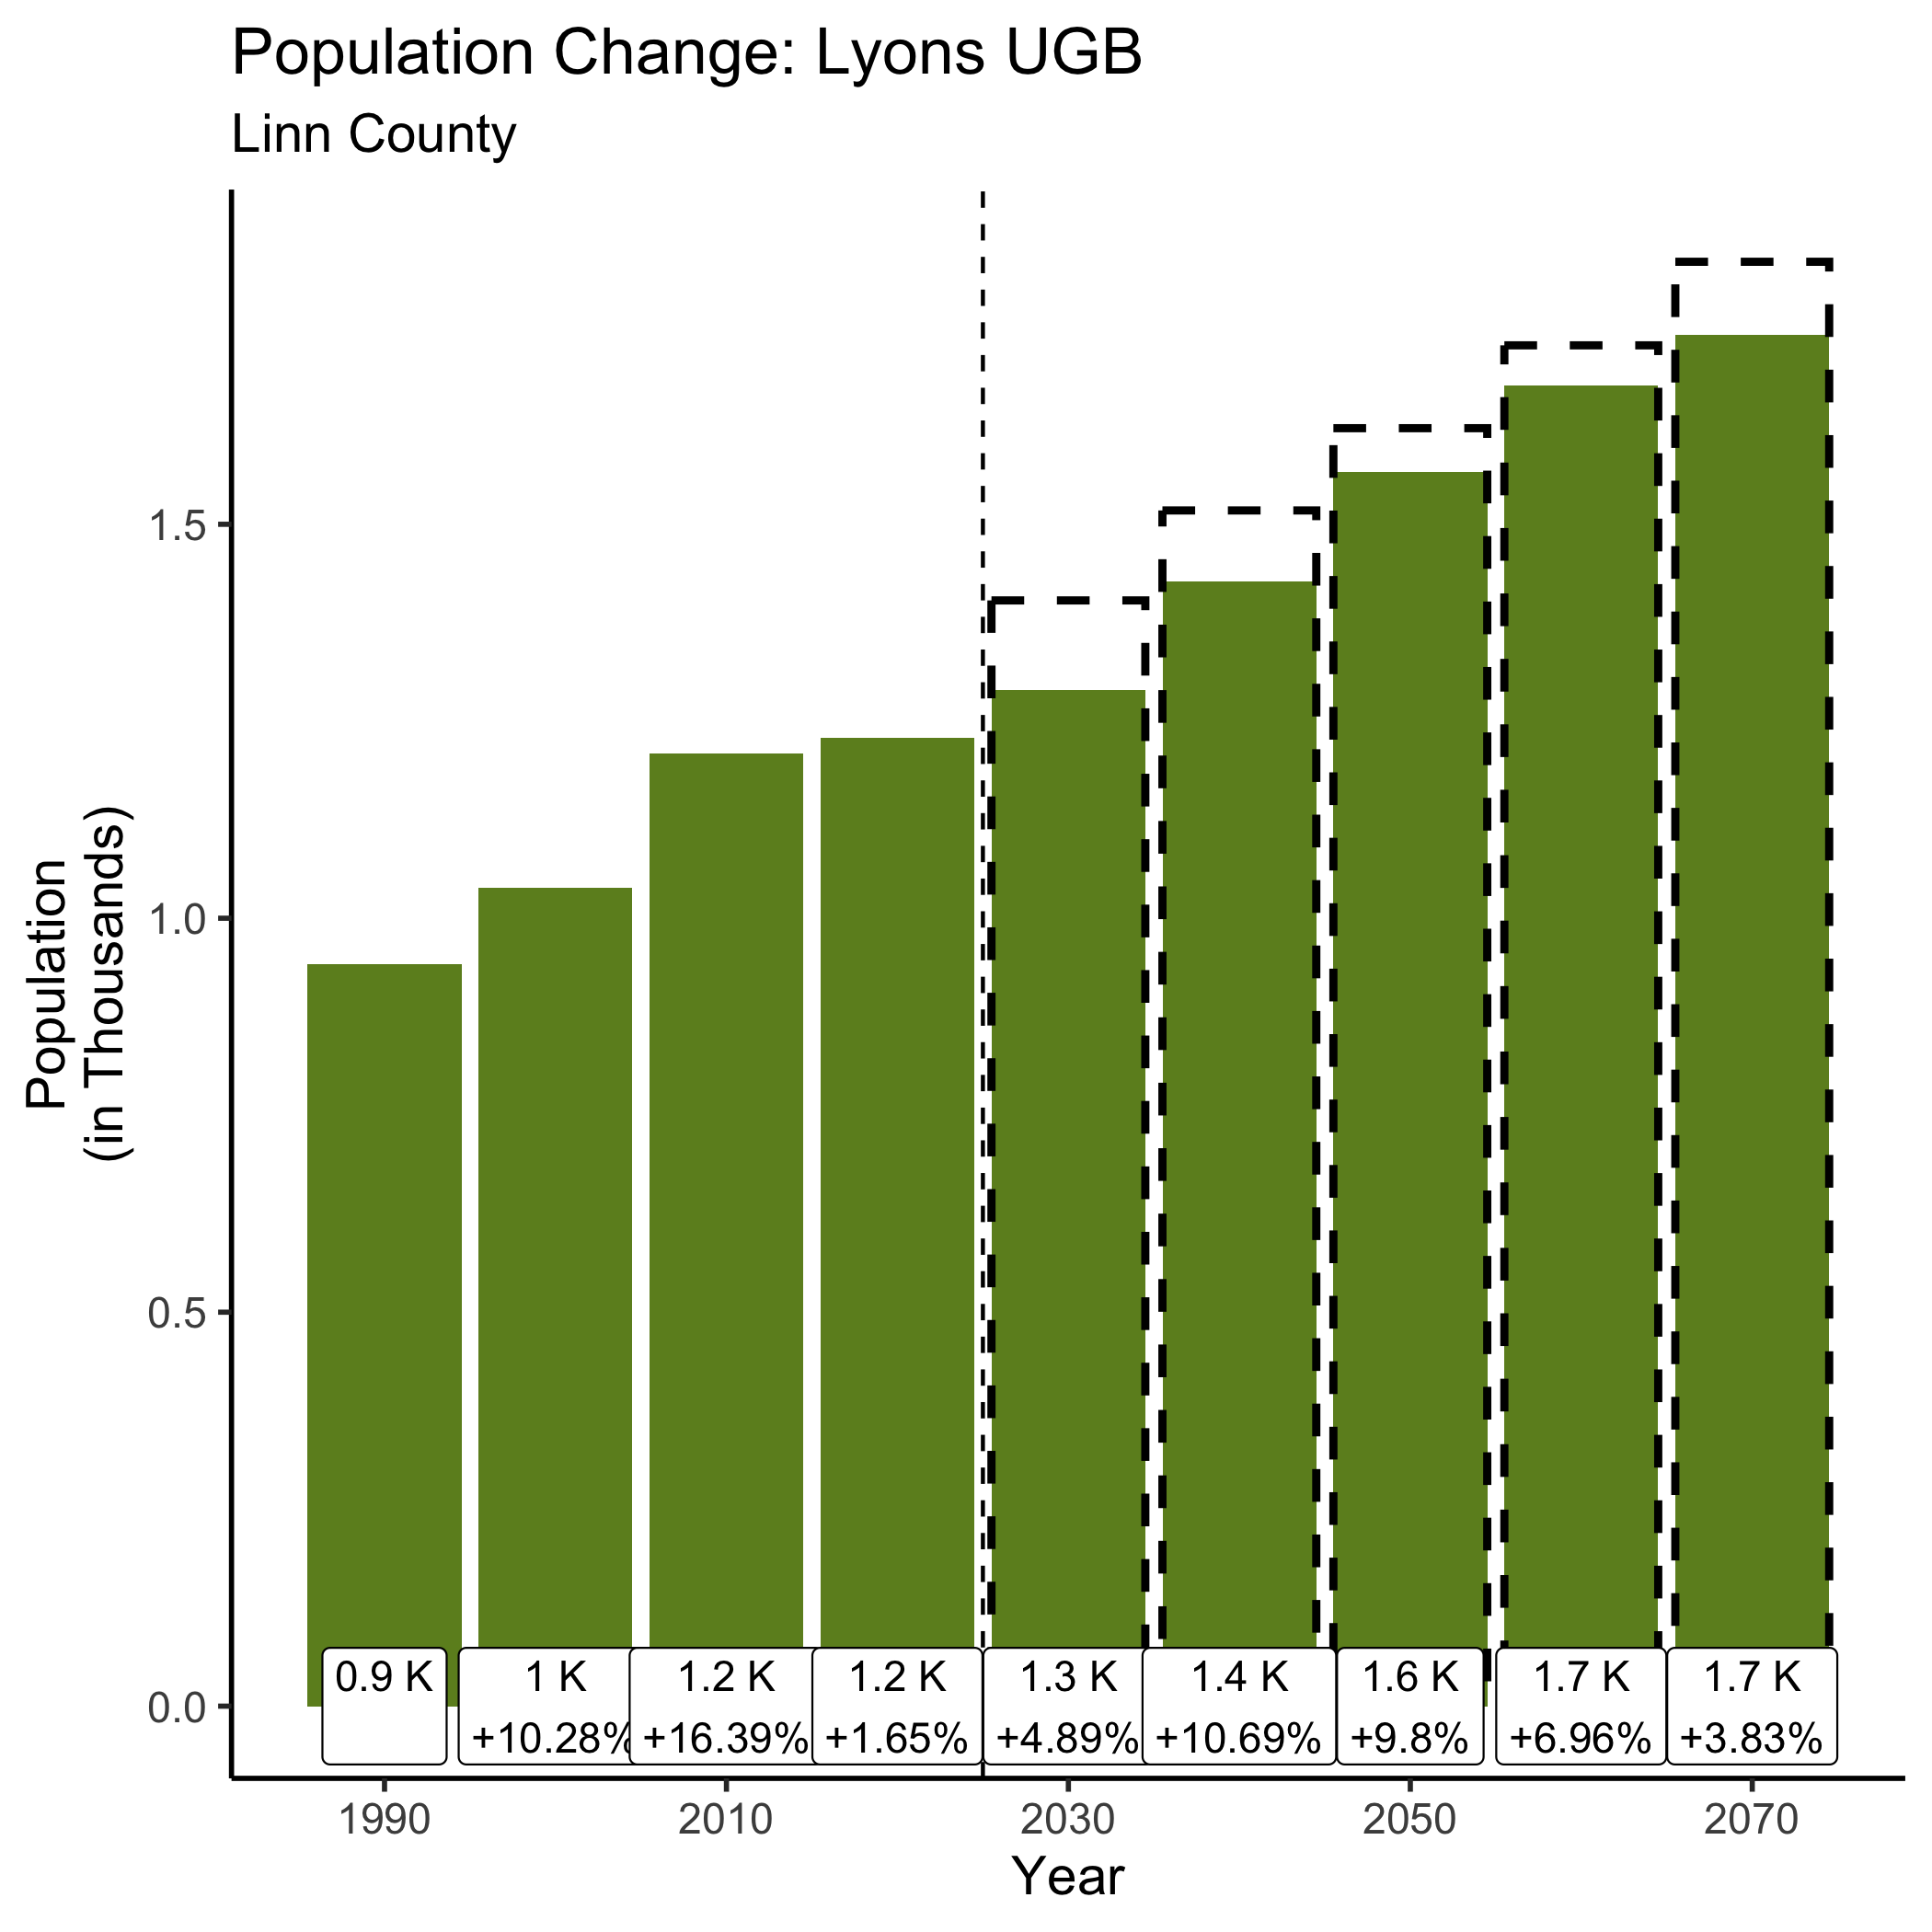 Population Change: Lyons UGB
Linn County
Population
(in Thousands)
1.5
1.0
0.5
0.0
0.9 K
1 K
+10.28%
1.2 K
+16.39%
1.2 K
+1.65%
1.3 K
+4.89%
1.4 K
+10.69%
1.6 K
+9.8%
1.7 K
+6.96%
1.7 K
+3.83%
1990
2010
2030
2050
2070
Year